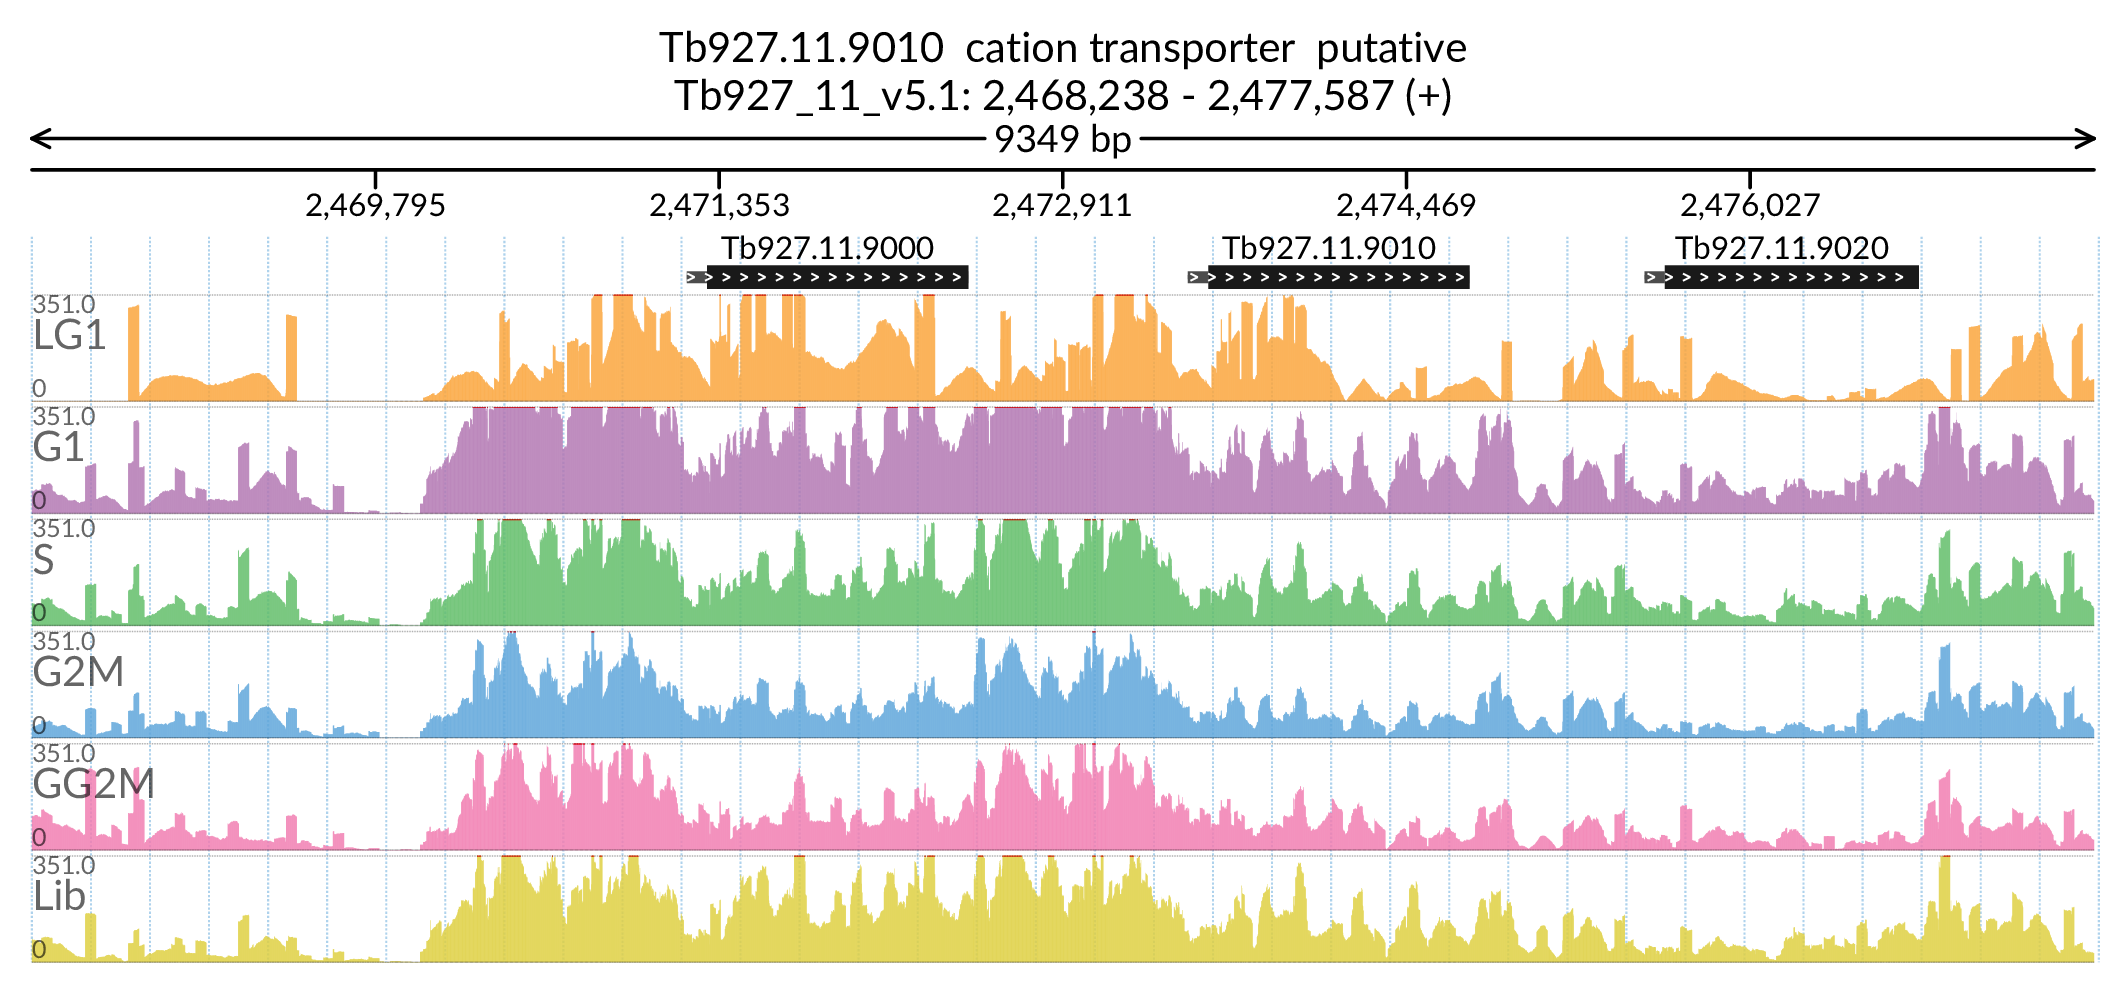 Tb927.11.9010  cation transporter  putative
Tb927_11_v5.1: 2,468,238 - 2,477,587 (+)
9349 bp
2,469,795 2,471,353 2,472,911 2,474,469 2,476,027
Tb927.11.9000 Tb927.11.9010 Tb927.11.9020
351.0
LG1
0
351.0
G1
0
351.0
S
0
351.0
G2M
0
351.0
GG2M
0
351.0
Lib
0